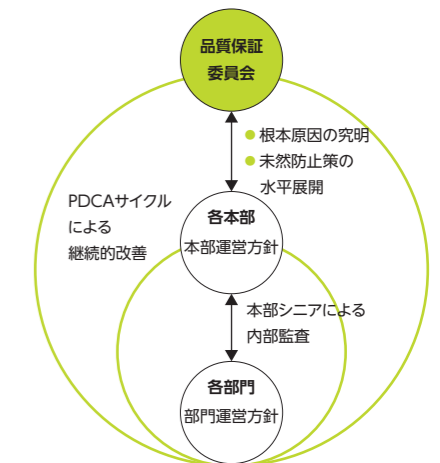 品質保証
委員会
● 根本原因の究明
● 未然防止策の
水平展開
PDCAサイクル
による
継続的改善
各本部
本部運営方針
本部シニアによる
内部監査
各部門
部門運営方針